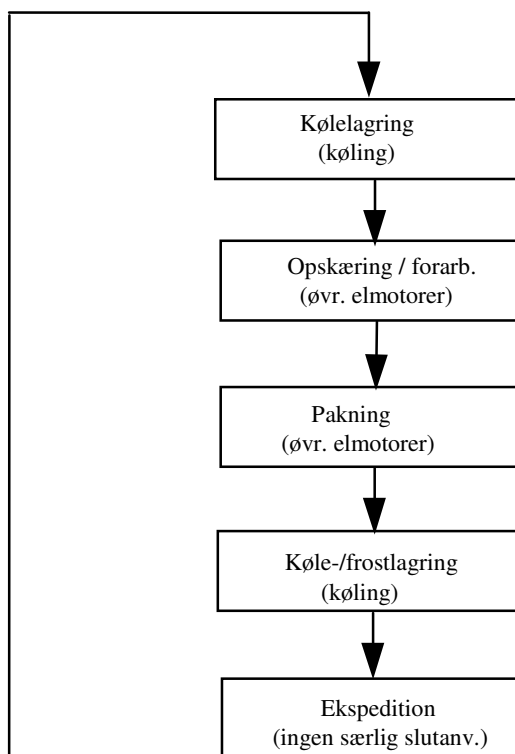 Kølelagring
(køling)
Opskæring / forarb.
(øvr. elmotorer)
Pakning
(øvr. elmotorer)
Køle-/frostlagring
(køling)
Ekspedition
(ingen særlig slutanv.)